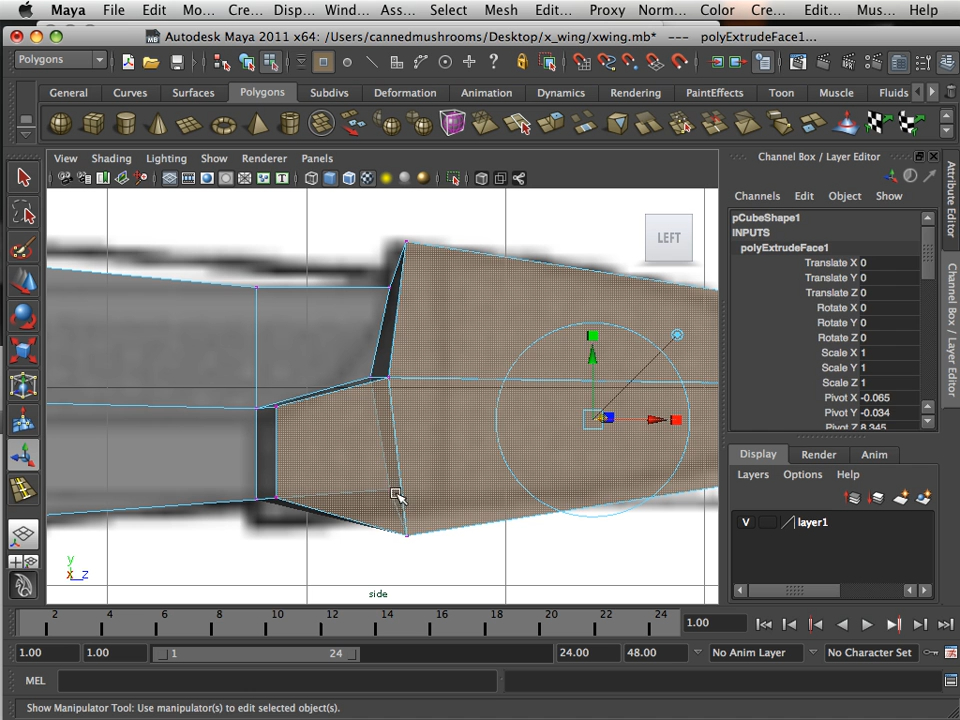 Maya File Edit Mo... Cre... Disp... Wind... Ass... Select Mesh Edit... Proxy Norm... Color Cre... Edit... Mus... Help
Autodesk Maya 2011 x64: /Users/cannedmushrooms/Desktop/x_wing/xwing.mb* --- polyExtrudeFace1...
Polygons
General Curves Surfaces Polygons Subdivs Deformation Animation Dynamics Rendering PaintEffects Toon Muscle Fluids
View Shading Lighting Show Renderer Panels
Channel Box / Layer Editor
Channels Edit Object Show
pCubeShape1
INPUTS
polyExtrudeFace1
Translate X 0
Translate Y 0
Translate Z 0
Rotate X 0
Rotate Y 0
Rotate Z 0
Scale X 1
Scale Y 1
Scale Z 1
Pivot X -0.065
Pivot Y -0.034
Pivot Z 8.345
Attribute Editor
Channel Box / Layer Editor
LEFT
Display Render Anim
Layers Options Help
V layer1
y
x z
side
2 4 6 8 10 12 14 16 18 20 22 24
1.00
1.00 1.00 1 24 24.00 48.00 No Anim Layer No Character Set
MEL
Show Manipulator Tool: Use manipulator(s) to edit selected object(s).